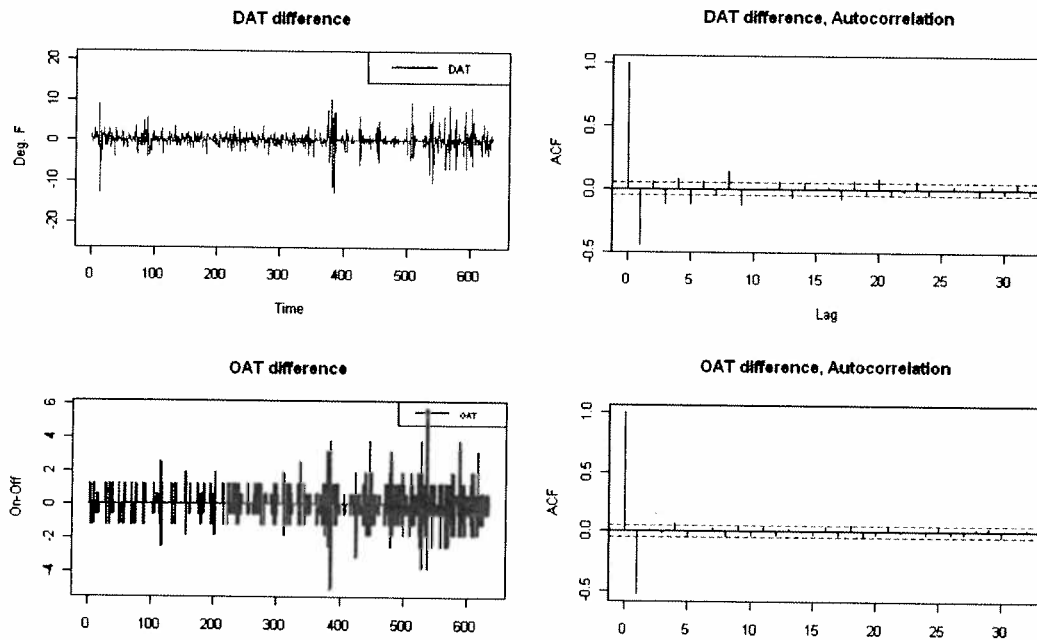 DAT difference
DAT
20
10
0
-10
-20
Deg. F
0 100 200 300 400 500 600
Time
DAT difference, Autocorrelation
1.0
0.5
0.0
-0.5
ACF
0 5 10 15 20 25 30
Lag
OAT difference
OAT
6
4
2
0
-2
-4
On-Off
0 100 200 300 400 500 600
OAT difference, Autocorrelation
1.0
0.5
0.0
-0.5
ACF
0 5 10 15 20 25 30